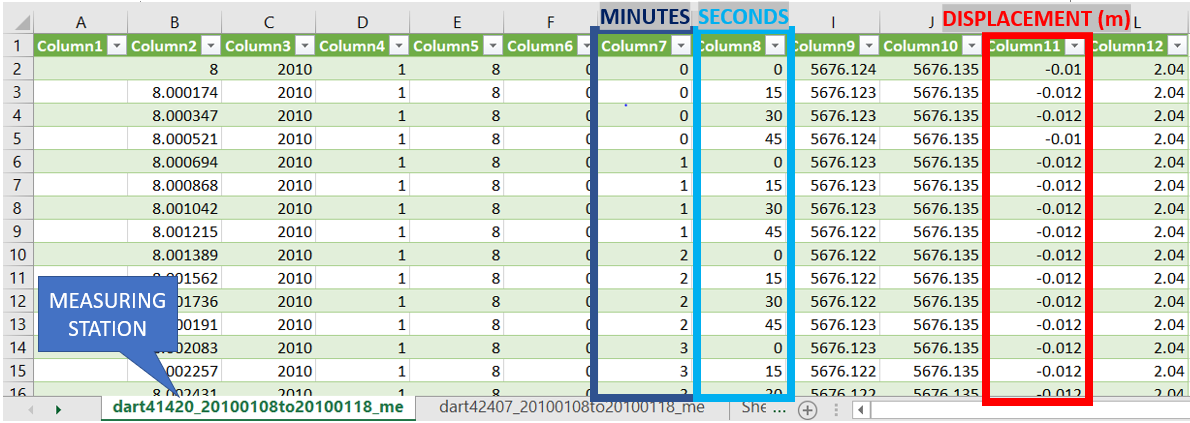 MINUTES SECONDS DISPLACEMENT (m)
A B C D E F I J L
1 Column1 Column2 Column3 Column4 Column5 Column6 Column7 Column8 Column9 Column10 Column11 Column12
2 8 2010 1 8 0 0 0 5676.124 5676.135 -0.01 2.04
3 8.000174 2010 1 8 0 0 15 5676.123 5676.135 -0.012 2.04
4 8.000347 2010 1 8 0 0 30 5676.123 5676.135 -0.012 2.04
5 8.000521 2010 1 8 0 0 45 5676.124 5676.135 -0.01 2.04
6 8.000694 2010 1 8 0 1 0 5676.123 5676.135 -0.012 2.04
7 8.000868 2010 1 8 0 1 15 5676.123 5676.135 -0.012 2.04
8 8.001042 2010 1 8 0 1 30 5676.123 5676.135 -0.012 2.04
9 8.001215 2010 1 8 0 1 45 5676.122 5676.135 -0.012 2.04
10 8.001389 2010 1 8 0 2 0 5676.122 5676.135 -0.012 2.04
11 8.001562 2010 1 8 0 2 15 5676.122 5676.135 -0.012 2.04
12 001736 2010 1 8 0 2 30 5676.122 5676.135 -0.012 2.04
13 00191 2010 1 8 0 2 45 5676.123 5676.135 -0.012 2.04
14 002083 2010 1 8 0 3 0 5676.123 5676.135 -0.012 2.04
15 002257 2010 1 8 0 3 15 5676.122 5676.135 -0.012 2.04
16 8.002431 2010 1 8 0 3 30 5676.122 5676.135 -0.012 2.04
MEASURING
STATION
dart41420_20100108to20100118_me dart42407_20100108to20100118_me She ...